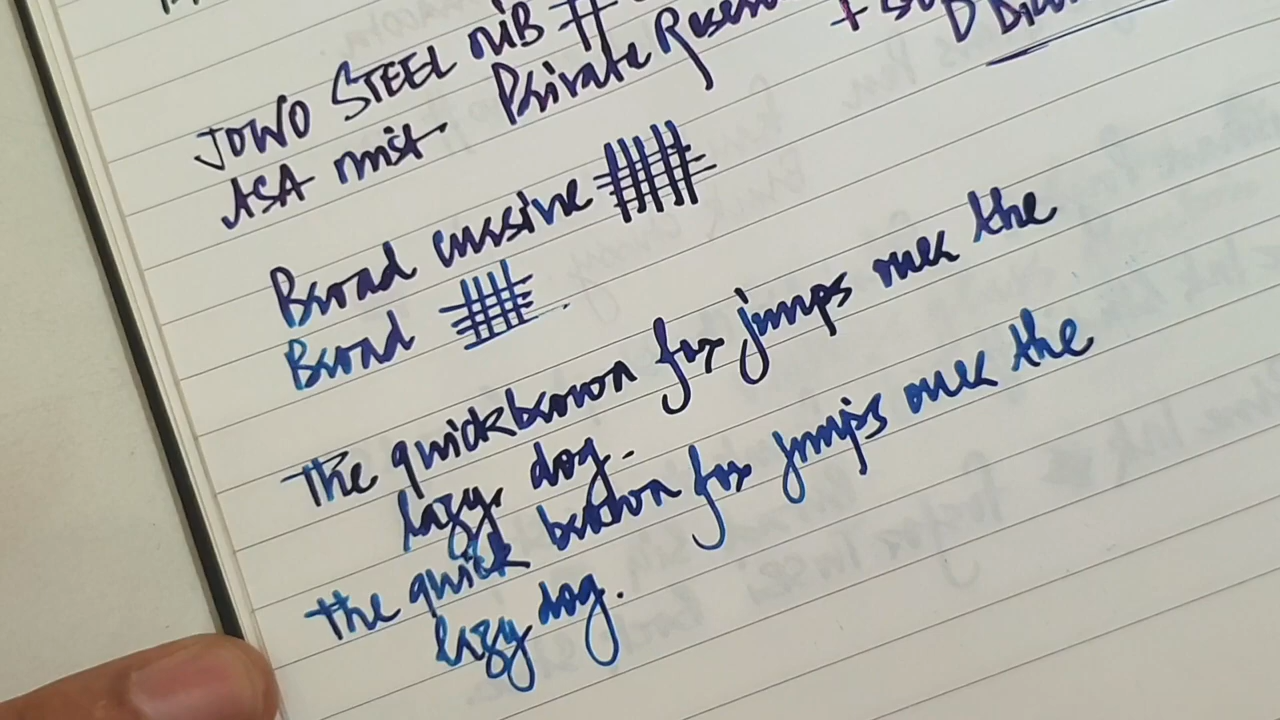 JOWO STEEL NIB #
ASA mist Private Reserve
Broad cursive
Broad
The quick brown fox jumps over the
lazy dog.
The quick brown fox jumps over the
lazy dog.